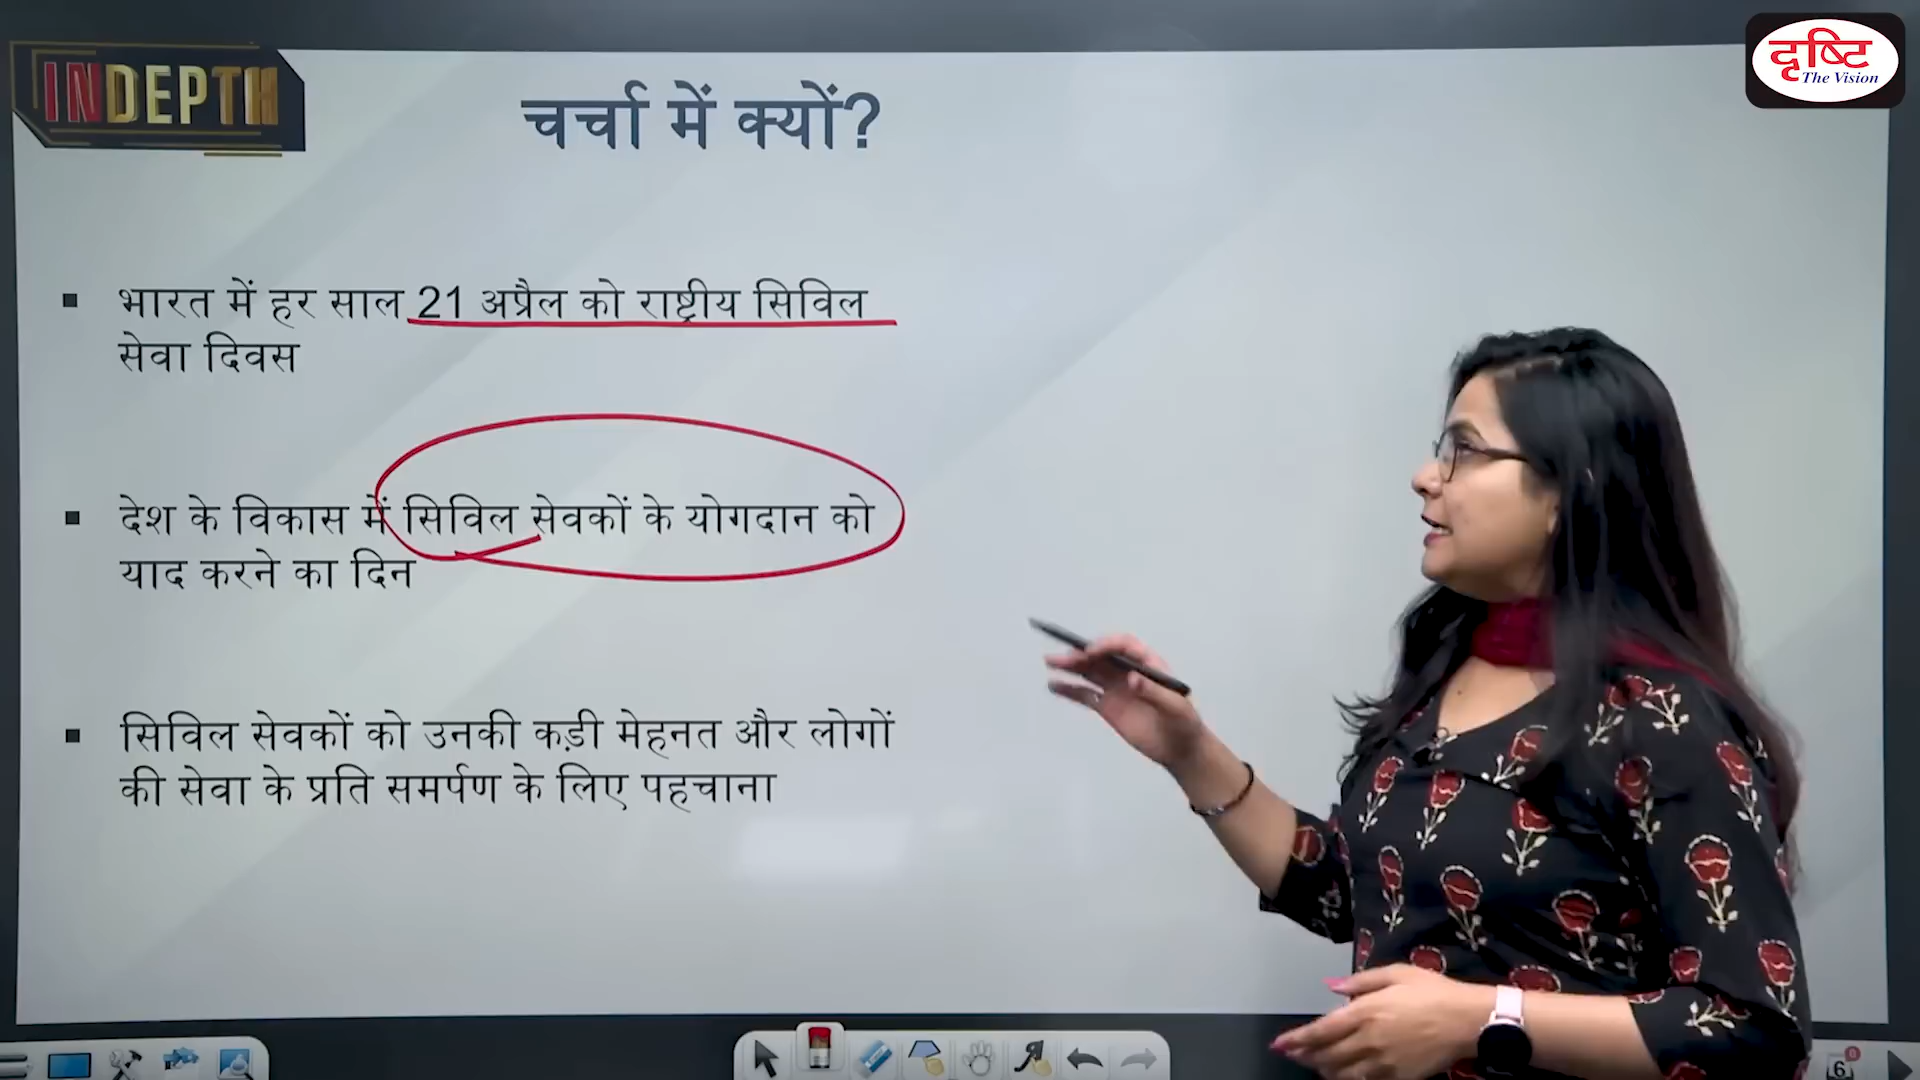 INDEPTH
दृष्टि
The Vision
चर्चा में क्यों?
▪ भारत में हर साल 21 अप्रैल को राष्ट्रीय सिविल
सेवा दिवस
▪ देश के विकास में सिविल सेवकों के योगदान को
याद करने का दिन
▪ सिविल सेवकों को उनकी कड़ी मेहनत और लोगों
की सेवा के प्रति समर्पण के लिए पहचाना
6